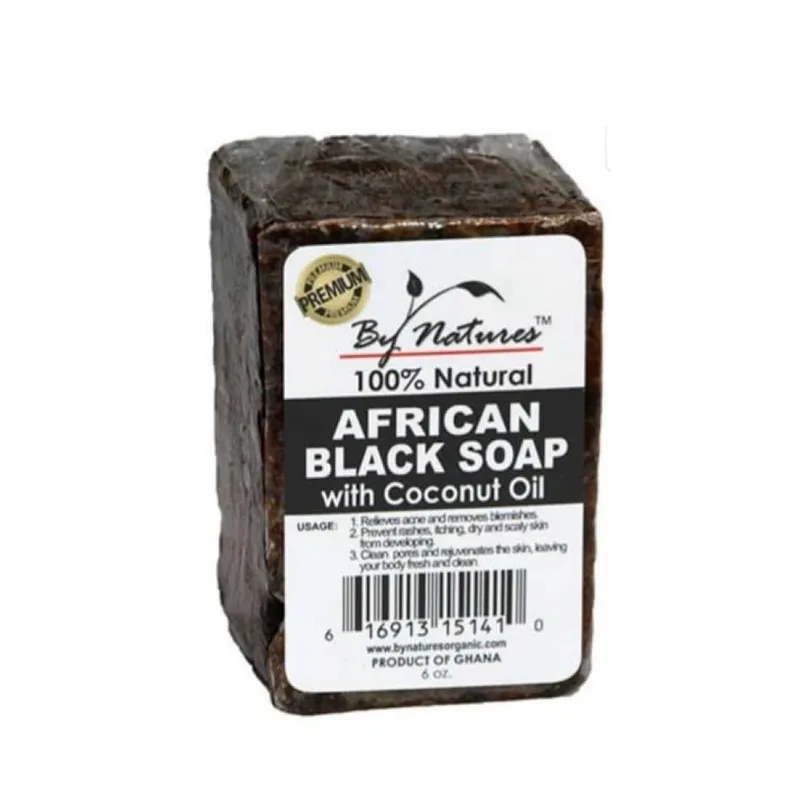 PREMIUM
PREMIUM
PREMIUM
By Natures™
100% Natural
AFRICAN
BLACK SOAP
with Coconut Oil
USAGE: 1. Relieves acne and removes blemishes.
2. Prevent rashes, itching, dry and scaly skin
from developing.
3. Clean pores and rejuvenates the skin, leaving
your body fresh and clean.
6 16913 15141 0
www.bynaturesorganic.com
PRODUCT OF GHANA
6 oz.